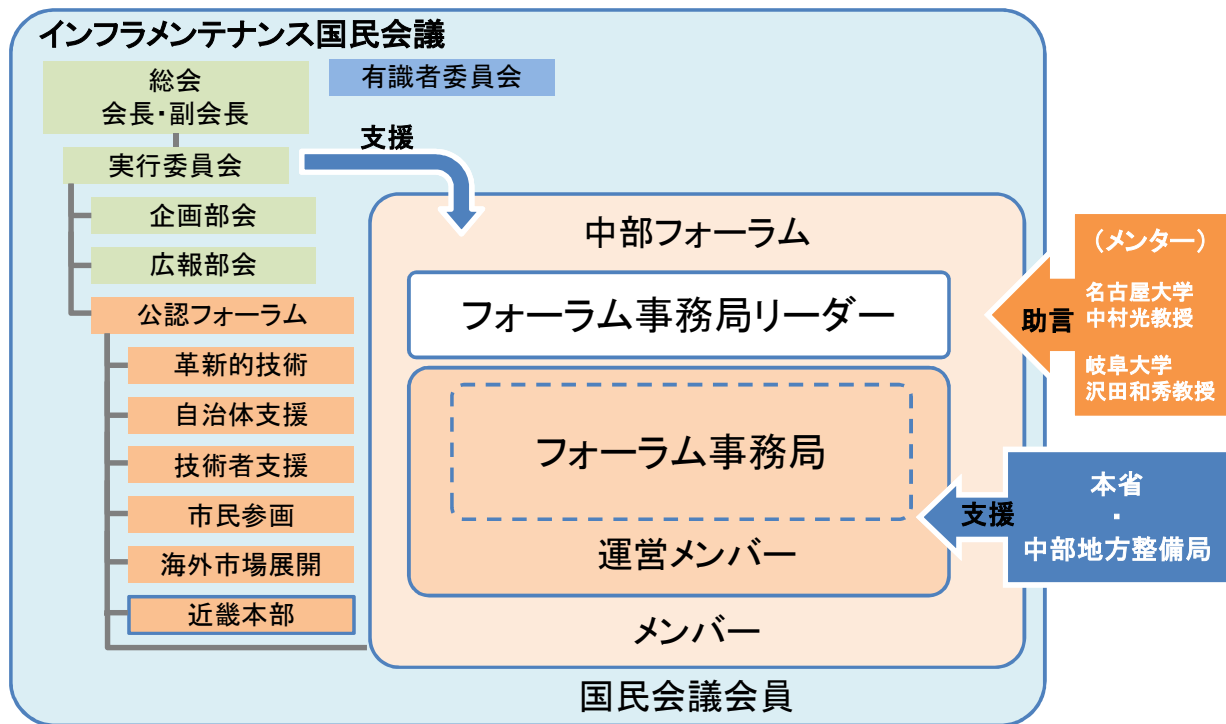 インフラメンテナンス国民会議
総会
会長・副会長
有識者委員会
実行委員会
支援
企画部会
広報部会
公認フォーラム
革新的技術
自治体支援
技術者支援
市民参画
海外市場展開
近畿本部
中部フォーラム
フォーラム事務局リーダー
フォーラム事務局
運営メンバー
メンバー
国民会議会員
助言
（メンター）
名古屋大学
中村光教授
岐阜大学
沢田和秀教授
支援
本省
・
中部地方整備局